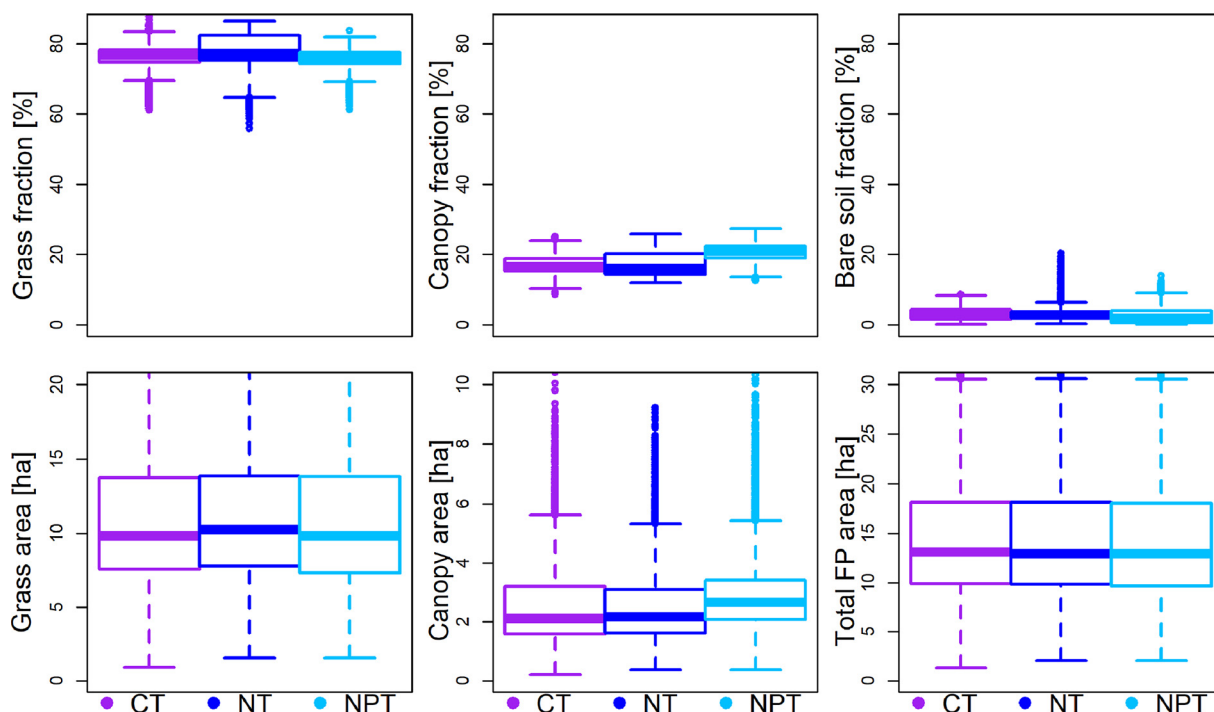 Grass fraction [%]
0 20 40 60 80
Canopy fraction [%]
0 20 40 60 80
Bare soil fraction [%]
0 20 40 60 80
Grass area [ha]
0 5 10 15 20
Canopy area [ha]
0 2 4 6 8 10
Total FP area [ha]
0 5 10 15 20 25 30
CT NT NPT
CT NT NPT
CT NT NPT